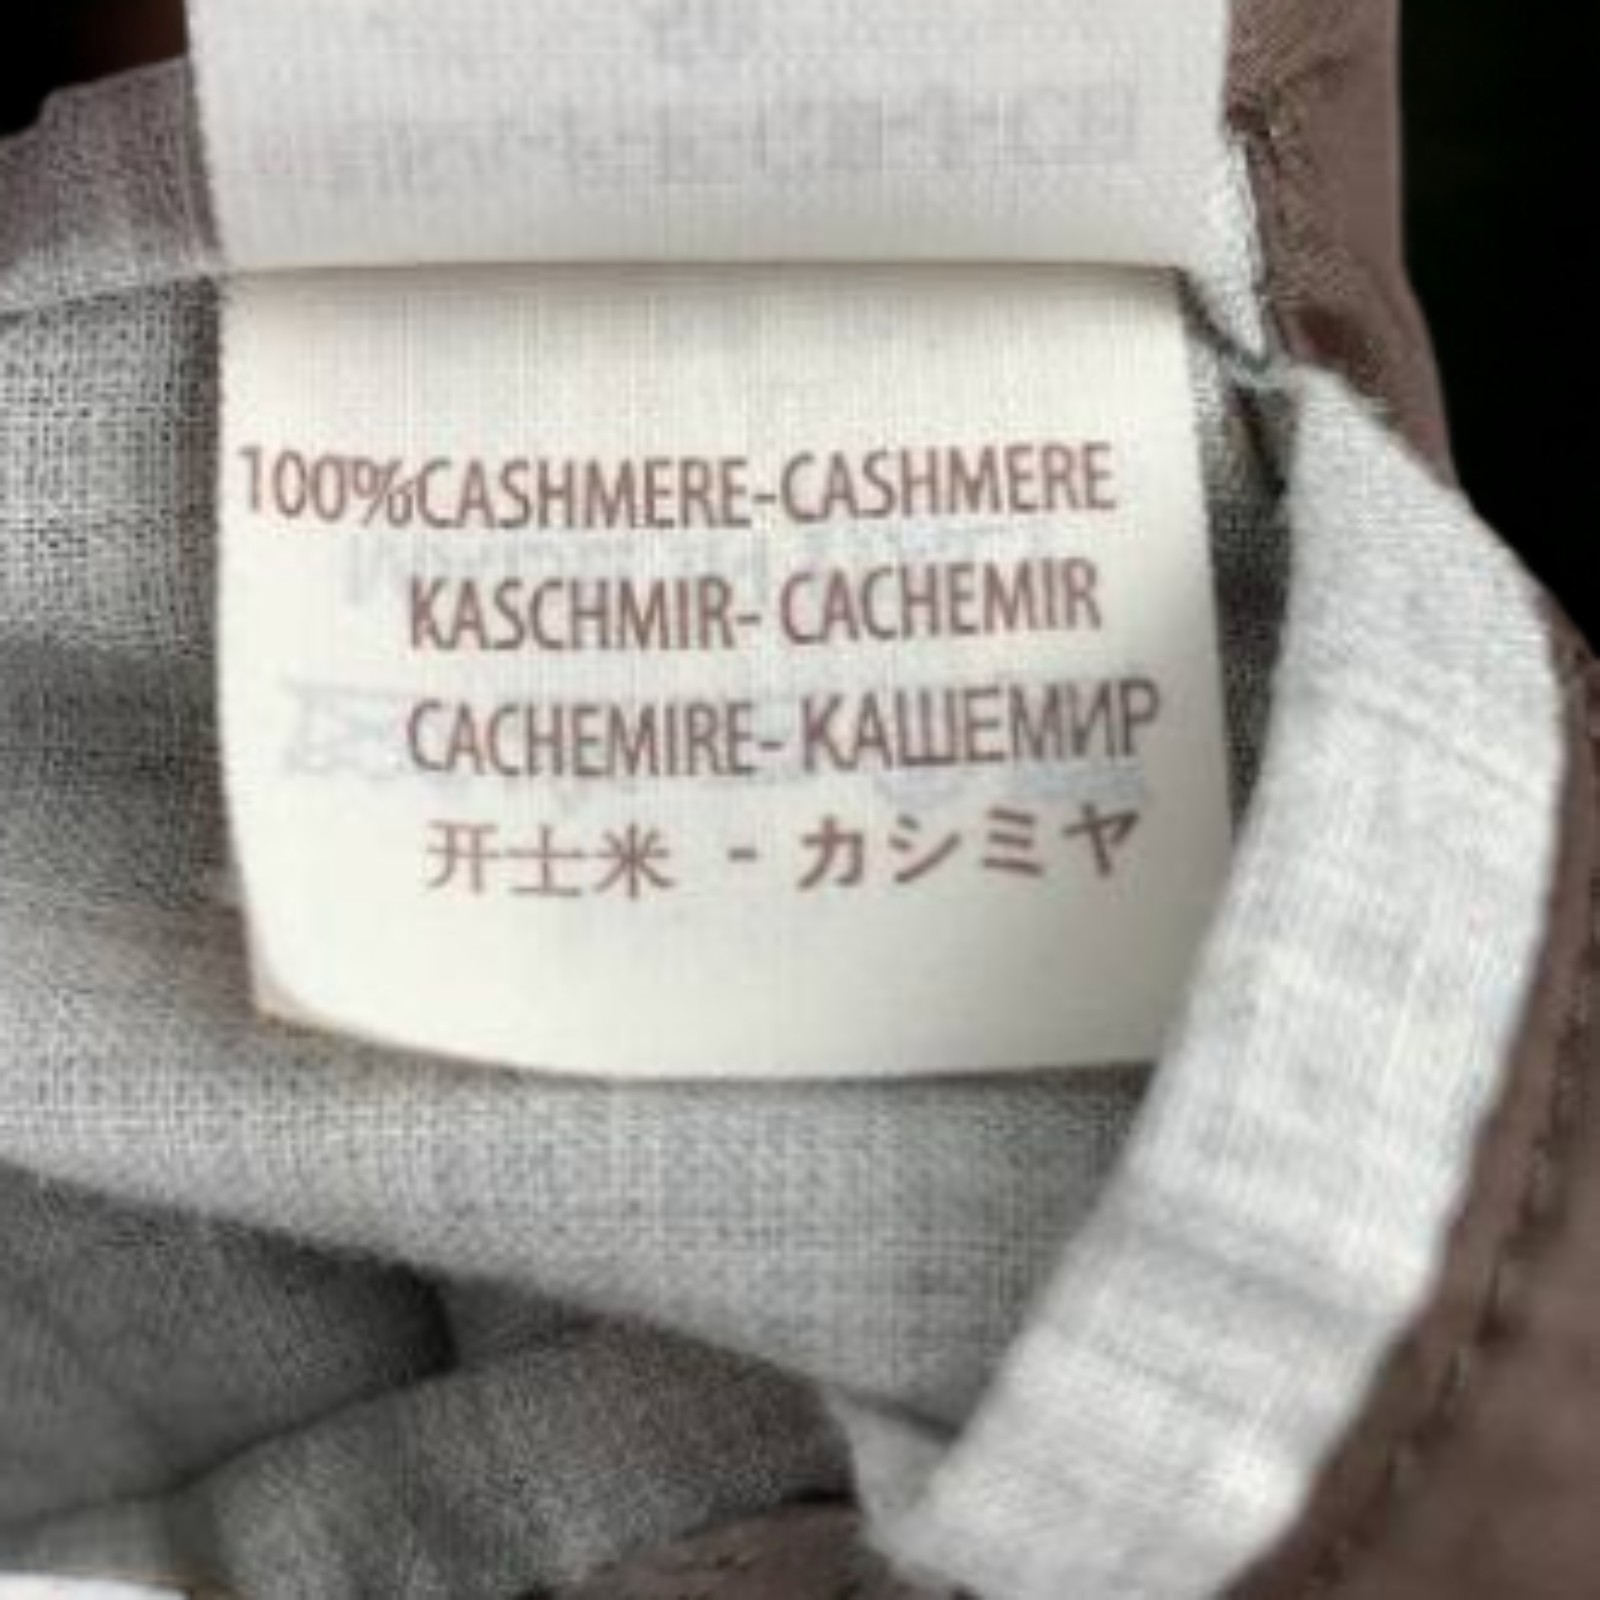 100%CASHMERE-CASHMERE
KASCHMIR- CACHEMIR
CACHEMIRE- КАШЕМИР
开士米 - カシミヤ